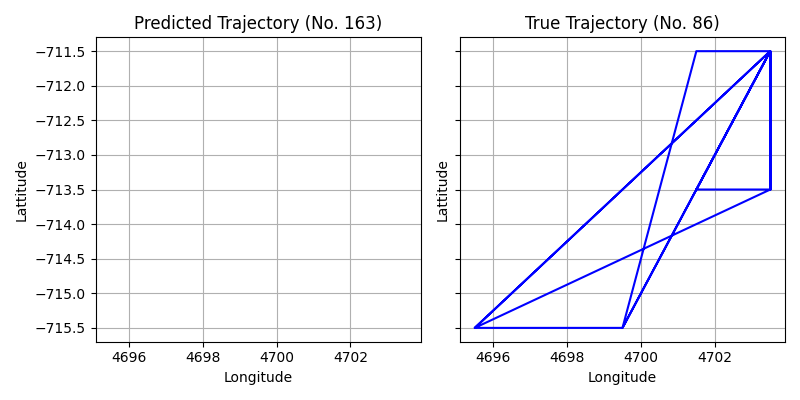 Predicted Trajectory (No. 163)
−711.5
−712.0
−712.5
−713.0
−713.5
−714.0
−714.5
−715.0
−715.5
Lattitude
4696
4698
4700
4702
Longitude
True Trajectory (No. 86)
Lattitude
4696
4698
4700
4702
Longitude